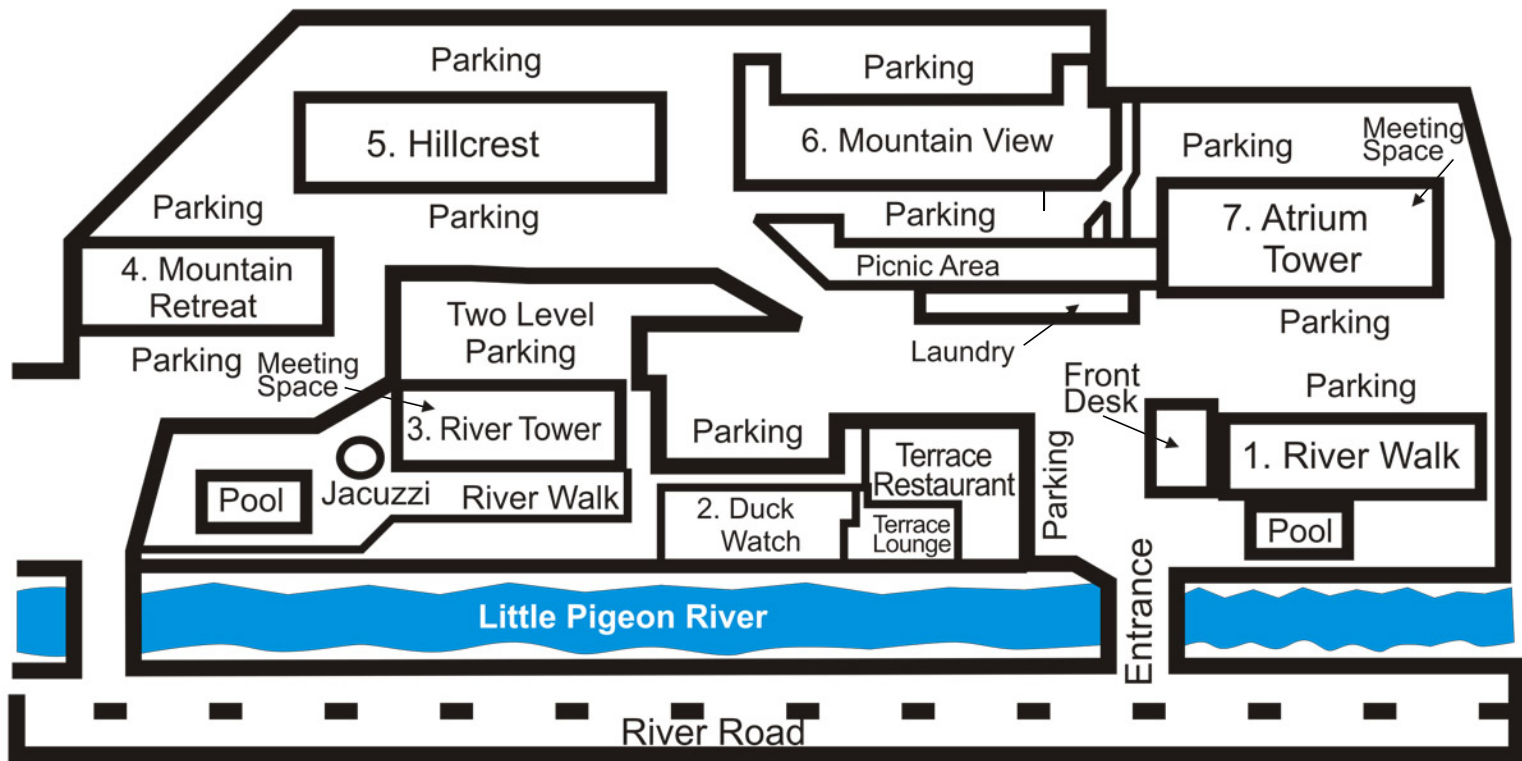 Parking
Parking
5. Hillcrest
6. Mountain View
Parking
Meeting
Space
Parking
Parking
Parking
7. Atrium
Tower
4. Mountain
Retreat
Picnic Area
Two Level
Parking
Parking
Laundry
Parking
Meeting
Space
Front
Desk
Parking
3. River Tower
Parking
Parking
Terrace
Restaurant
1. River Walk
Pool
Jacuzzi
River Walk
2. Duck
Watch
Terrace
Lounge
Pool
Entrance
Little Pigeon River
River Road